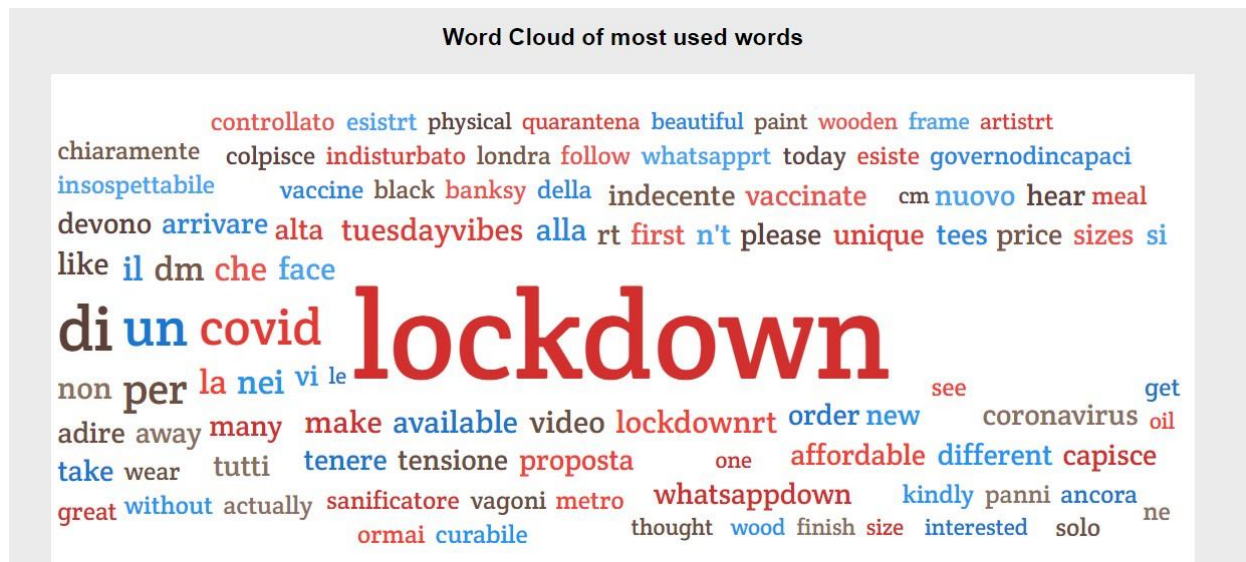 Word Cloud of most used words
controllato esistrt physical quarantena beautiful paint wooden frame artistrt
chiaramente colpisce indisturbato londra follow whatsapprt today esiste governodincapaci
insospettabile vaccine black banksy della indecente vaccinate cm nuovo hear meal
devono arrivare alta tuesdayvibes alla rt first n't please unique tees price sizes si
like il dm che face
di un covid lockdown
non per la nei vi le see get
adire away many make available video lockdownrt order new coronavirus oil
take wear tutti tenere tensione proposta one affordable different capisce
great without actually sanificatore vagoni metro whatsappdown kindly panni ancora ne
ormai curabile thought wood finish size interested solo